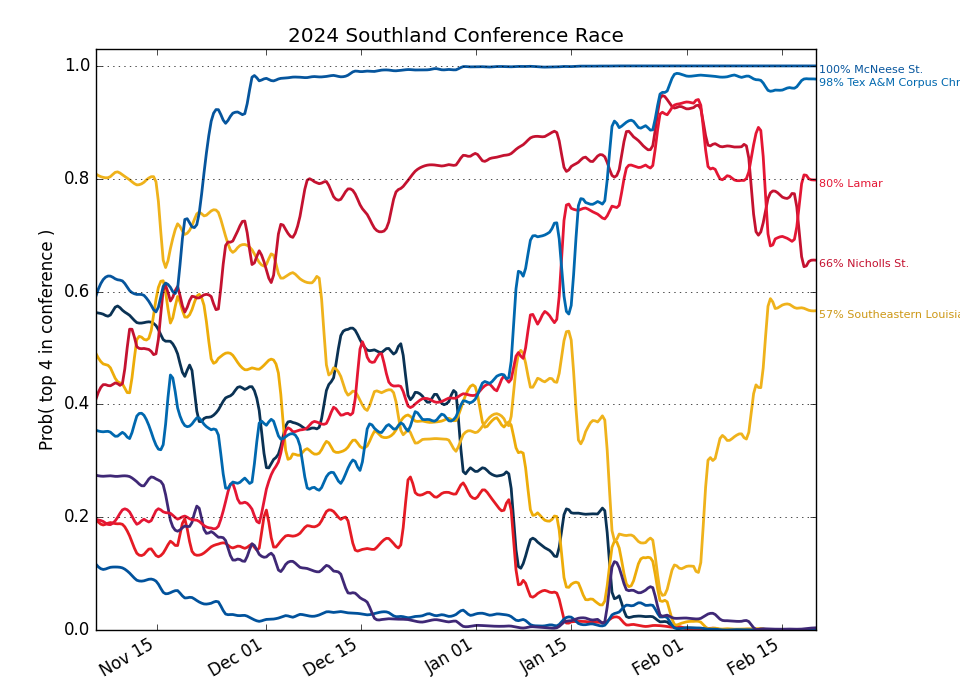 2024 Southland Conference Race
Prob( top 4 in conference )
1.0
0.8
0.6
0.4
0.2
0.0
100% McNeese St.
98% Tex A&M Corpus Chr
80% Lamar
66% Nicholls St.
57% Southeastern Louisia
Nov 15
Dec 01
Dec 15
Jan 01
Jan 15
Feb 01
Feb 15